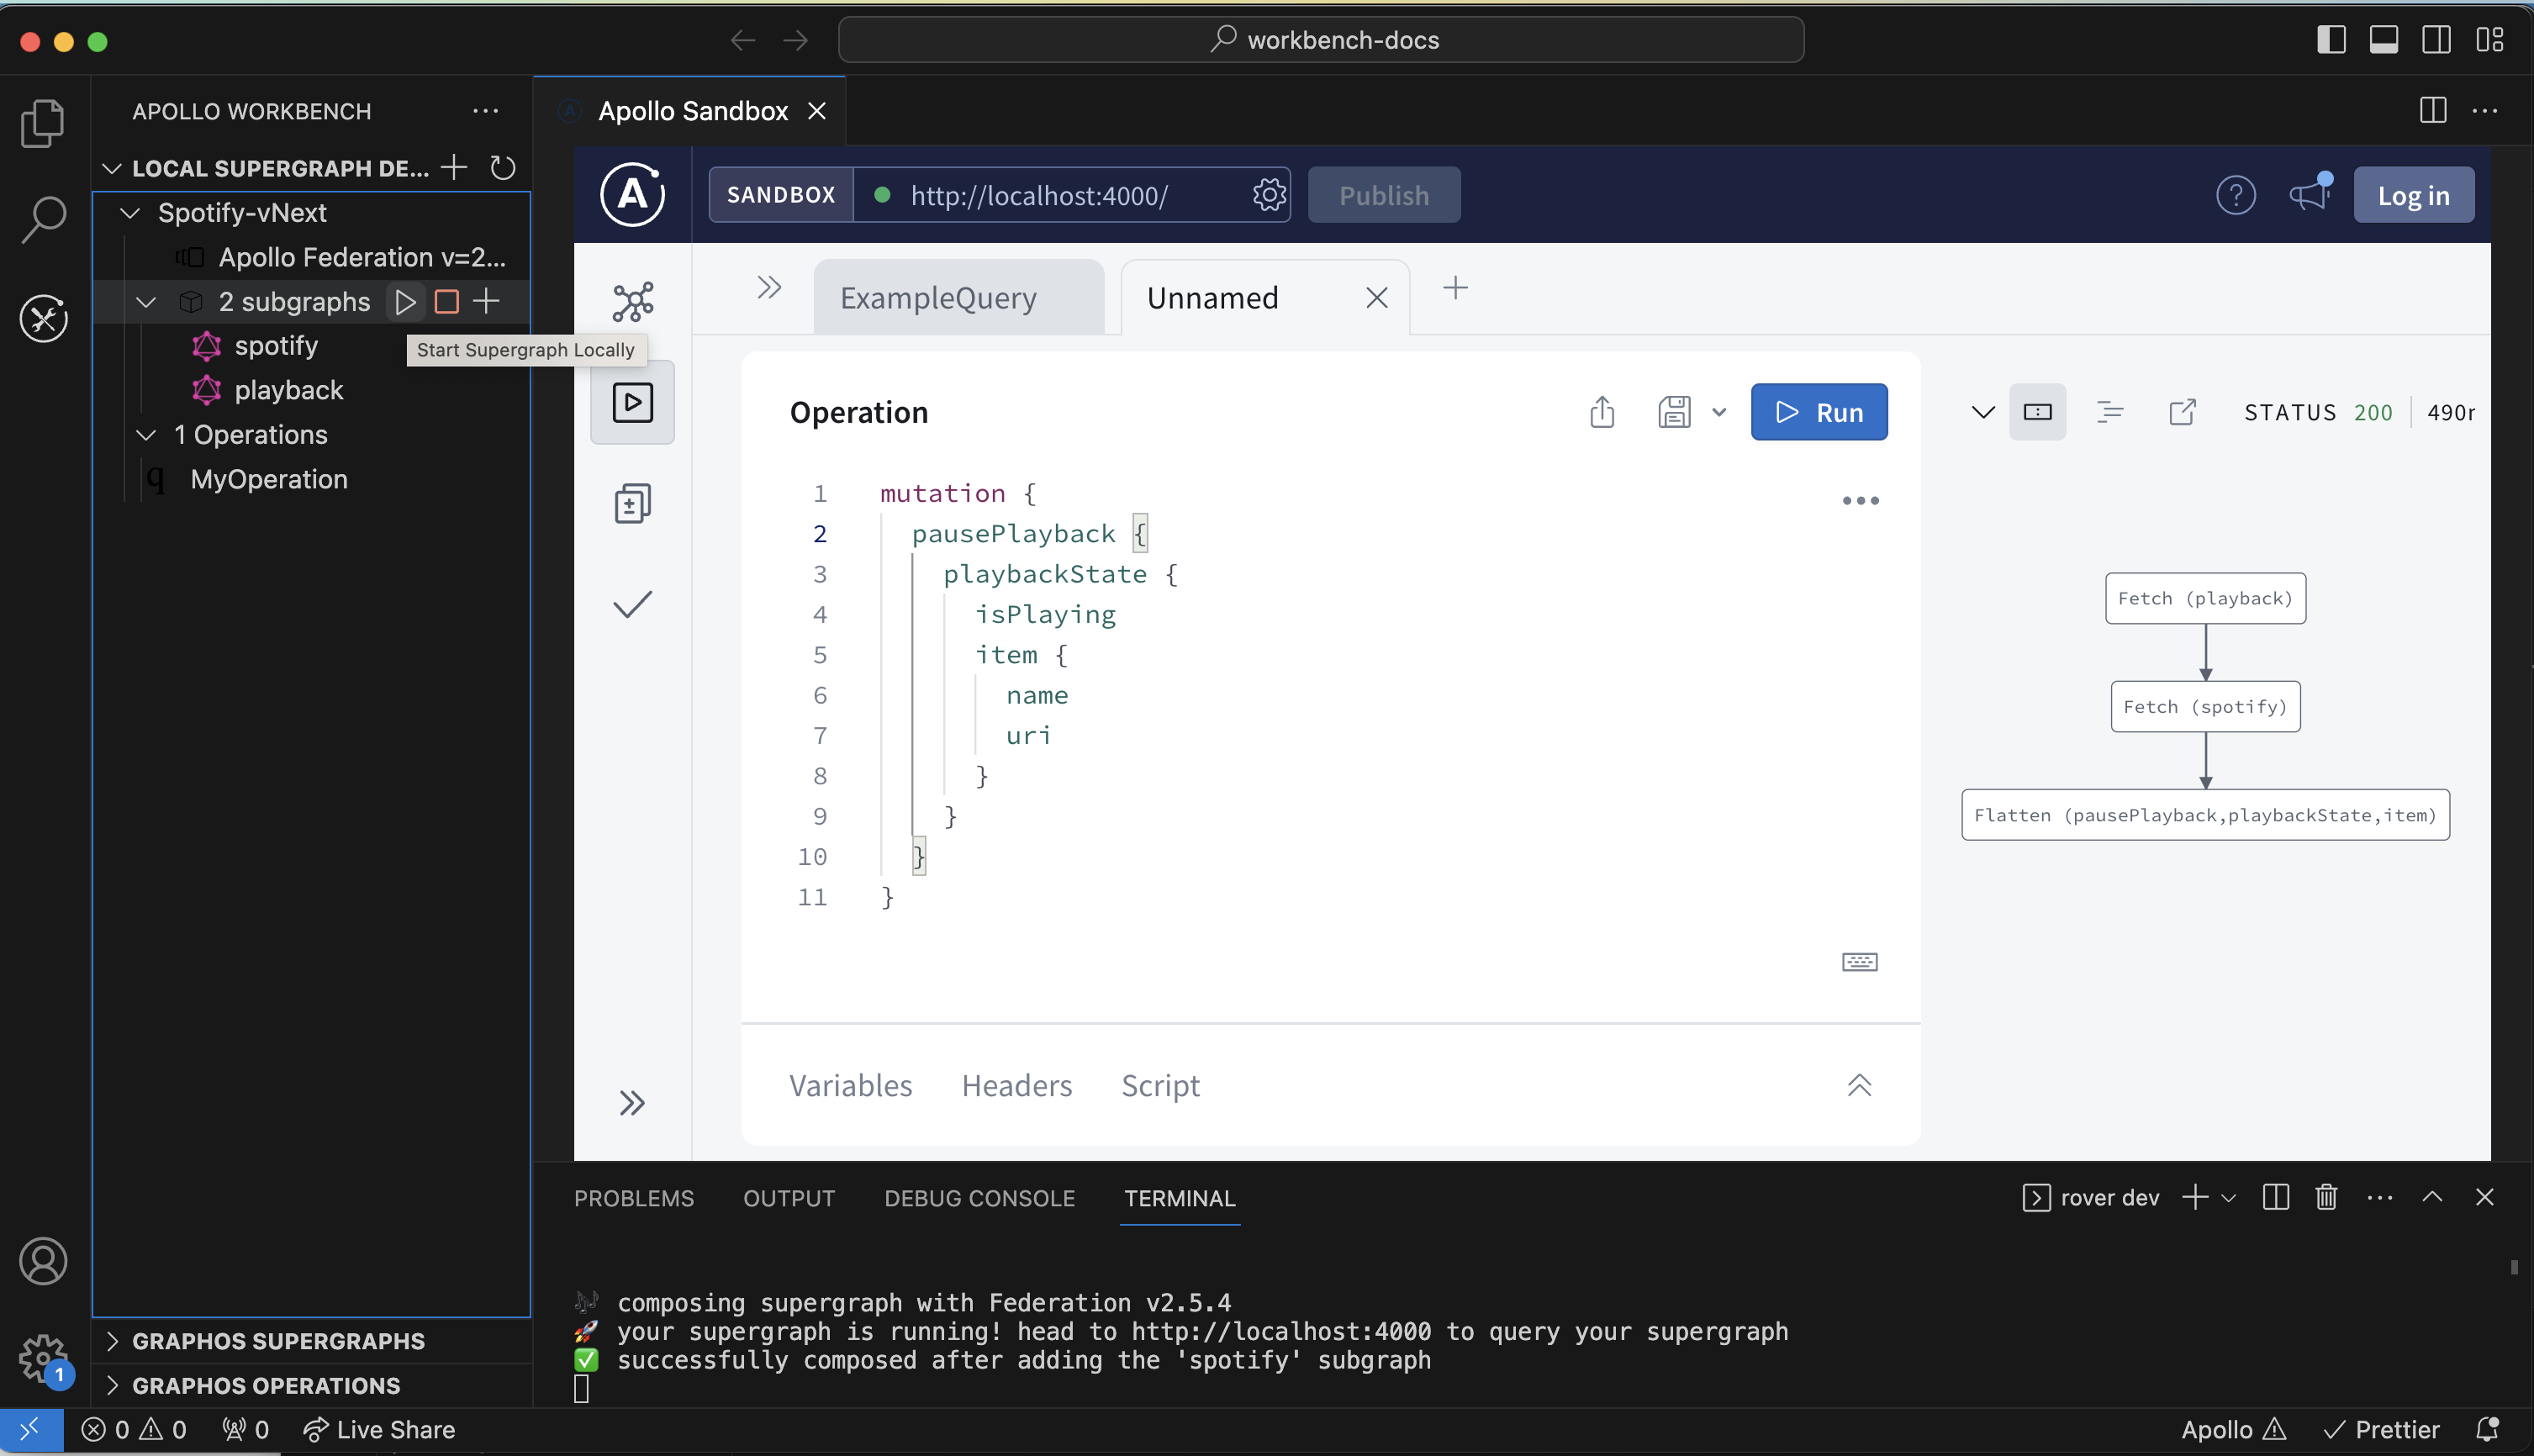 workbench-docs
APOLLO WORKBENCH
LOCAL SUPERGRAPH DE...
Spotify-vNext
Apollo Federation v=2...
2 subgraphs
Start Supergraph Locally
spotify
playback
1 Operations
q MyOperation
GRAPHOS SUPERGRAPHS
GRAPHOS OPERATIONS
1
Apollo Sandbox
A
SANDBOX
http://localhost:4000/
Publish
?
Log in
ExampleQuery
Unnamed
Operation
Run
STATUS 200
490
1 mutation {
2 pausePlayback {
3 playbackState {
4 isPlaying
5 item {
6 name
7 uri
8 }
9 }
10 }
11 }
Fetch (playback)
Fetch (spotify)
Flatten (pausePlayback,playbackState,item)
Variables Headers Script
PROBLEMS OUTPUT DEBUG CONSOLE TERMINAL
rover dev
composing supergraph with Federation v2.5.4
your supergraph is running! head to http://localhost:4000 to query your supergraph
successfully composed after adding the 'spotify' subgraph
0 0 0 Live Share
Apollo
Prettier